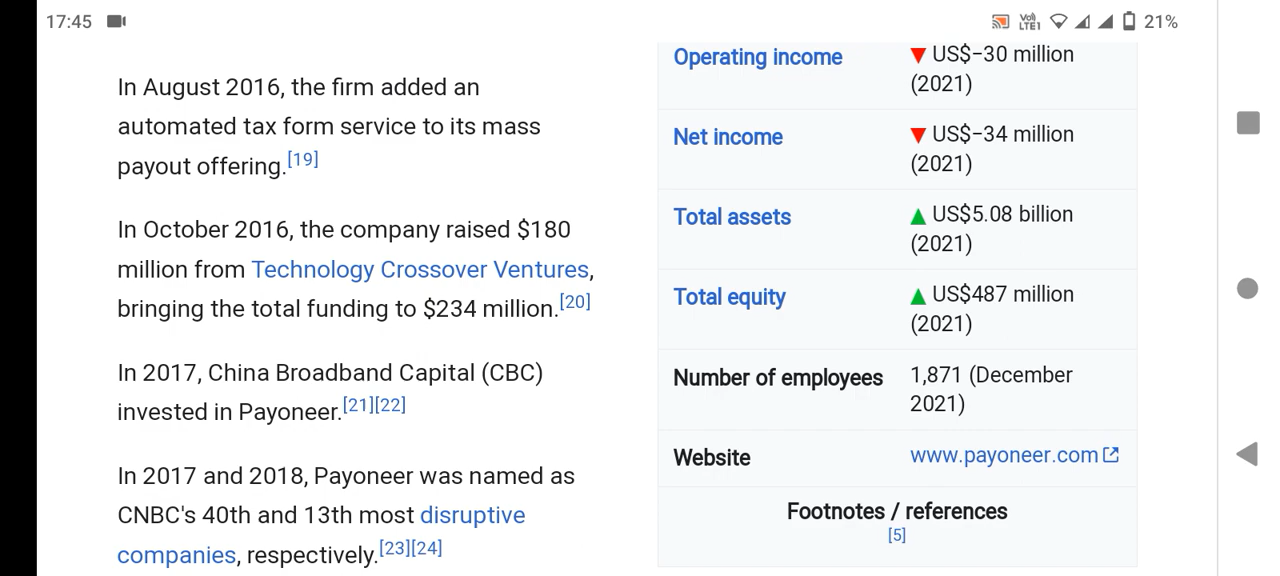 17:45
Vo) LTE1 21%
In August 2016, the firm added an
automated tax form service to its mass
payout offering.[19]
In October 2016, the company raised $180
million from Technology Crossover Ventures,
bringing the total funding to $234 million.[20]
In 2017, China Broadband Capital (CBC)
invested in Payoneer.[21][22]
In 2017 and 2018, Payoneer was named as
CNBC's 40th and 13th most disruptive
companies, respectively.[23][24]
Operating income ▼ US$−30 million
(2021)
Net income ▼ US$−34 million
(2021)
Total assets ▲ US$5.08 billion
(2021)
Total equity ▲ US$487 million
(2021)
Number of employees 1,871 (December
2021)
Website www.payoneer.com
Footnotes / references
[5]